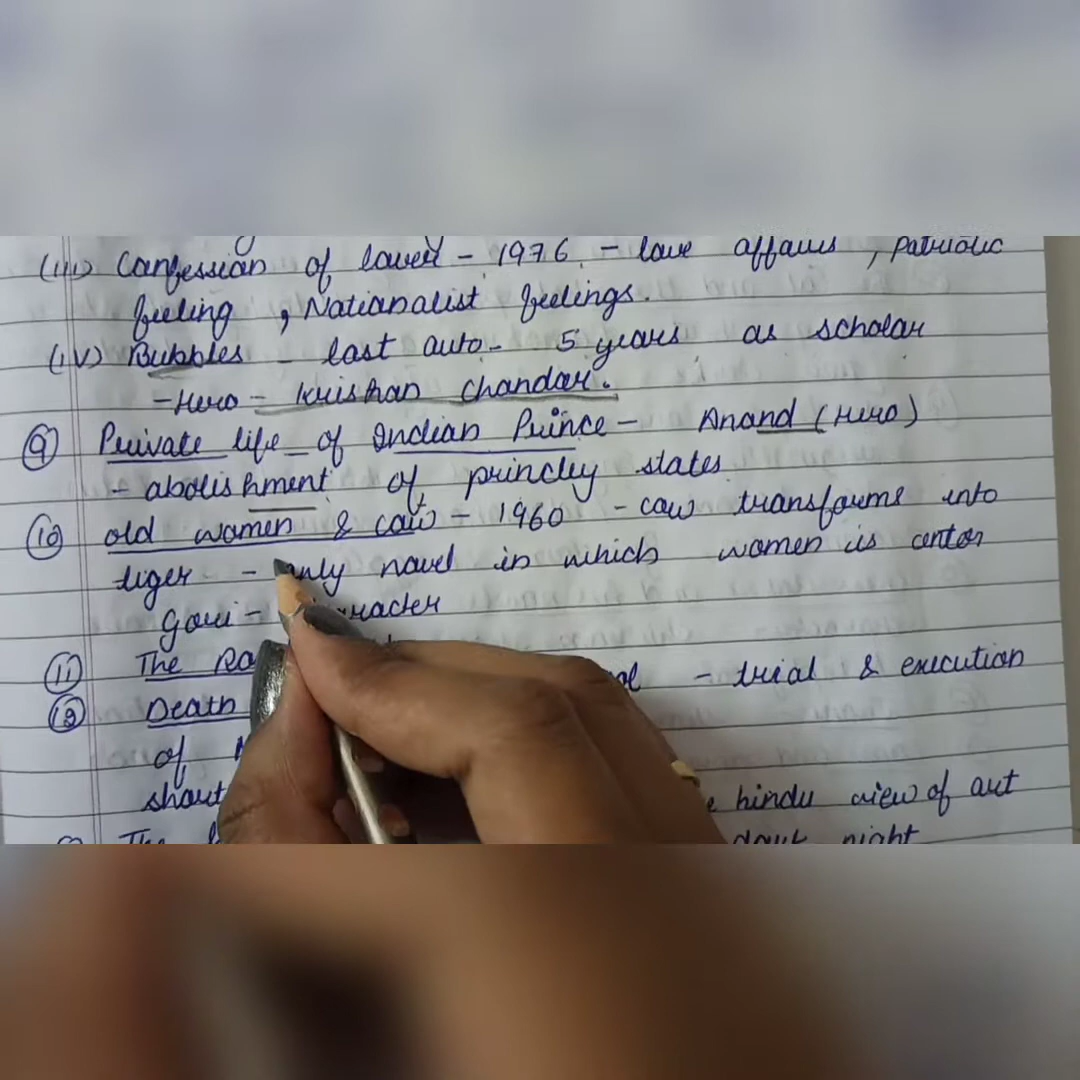 (iii) Confession of lover - 1976 - love affairs, patriotic
feeling, Nationalist feelings.
(iv) Bubbles - last auto - 5 years as scholar
- Hero - Krishan Chandar.
(9) Private life of Indian Prince - Anand (Hero)
- abolishment of princley states
(10) old women & cow - 1960 - cow transforms into
tiger - only novel in which women is center
Gauri -
(11) The
(12) Death - trial & execution
of
hindu view of art
The night